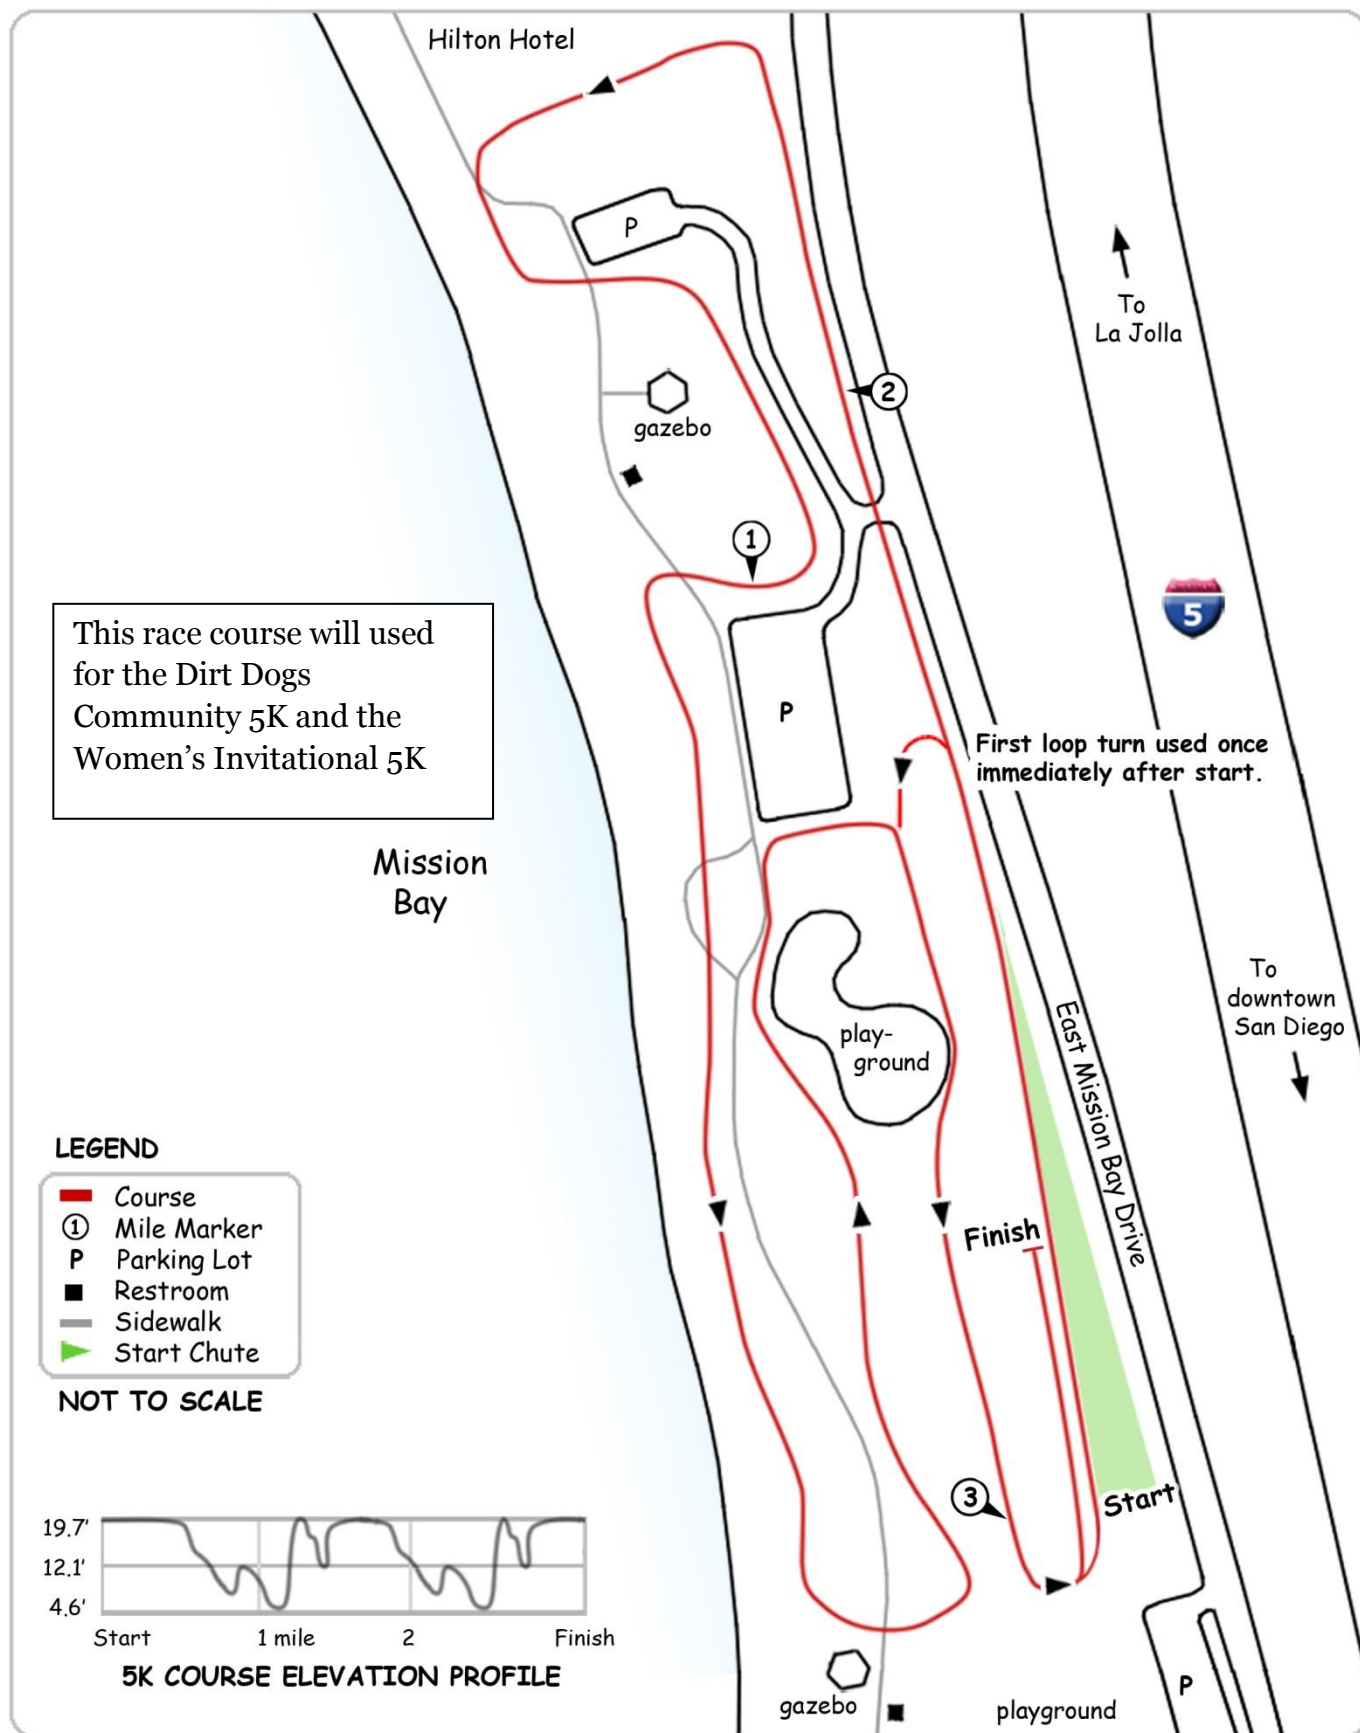 Hilton Hotel
P
To
La Jolla
2
gazebo
1
5
This race course will used
for the Dirt Dogs
Community 5K and the
Women's Invitational 5K
P
First loop turn used once
immediately after start.
Mission
Bay
To
downtown
San Diego
play-
ground
East Mission Bay Drive
LEGEND
Course
1 Mile Marker
P Parking Lot
Restroom
Sidewalk
Start Chute
NOT TO SCALE
Finish
3
Start
19.7'
12.1'
4.6'
Start 1 mile 2 Finish
5K COURSE ELEVATION PROFILE
gazebo
playground
P